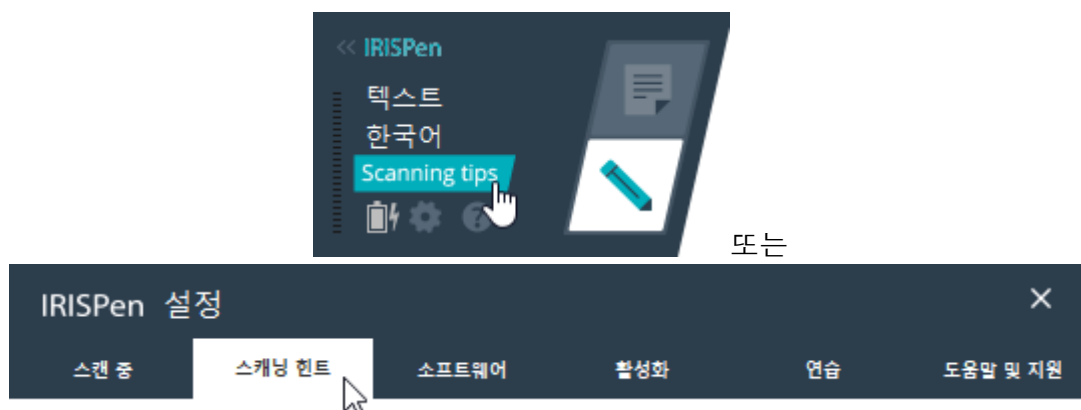 « IRISPen
텍스트
한국어
Scanning tips
또는
IRISPen 설정
스캔 중 스캐닝 힌트 소프트웨어 활성화 연습 도움말 및 지원